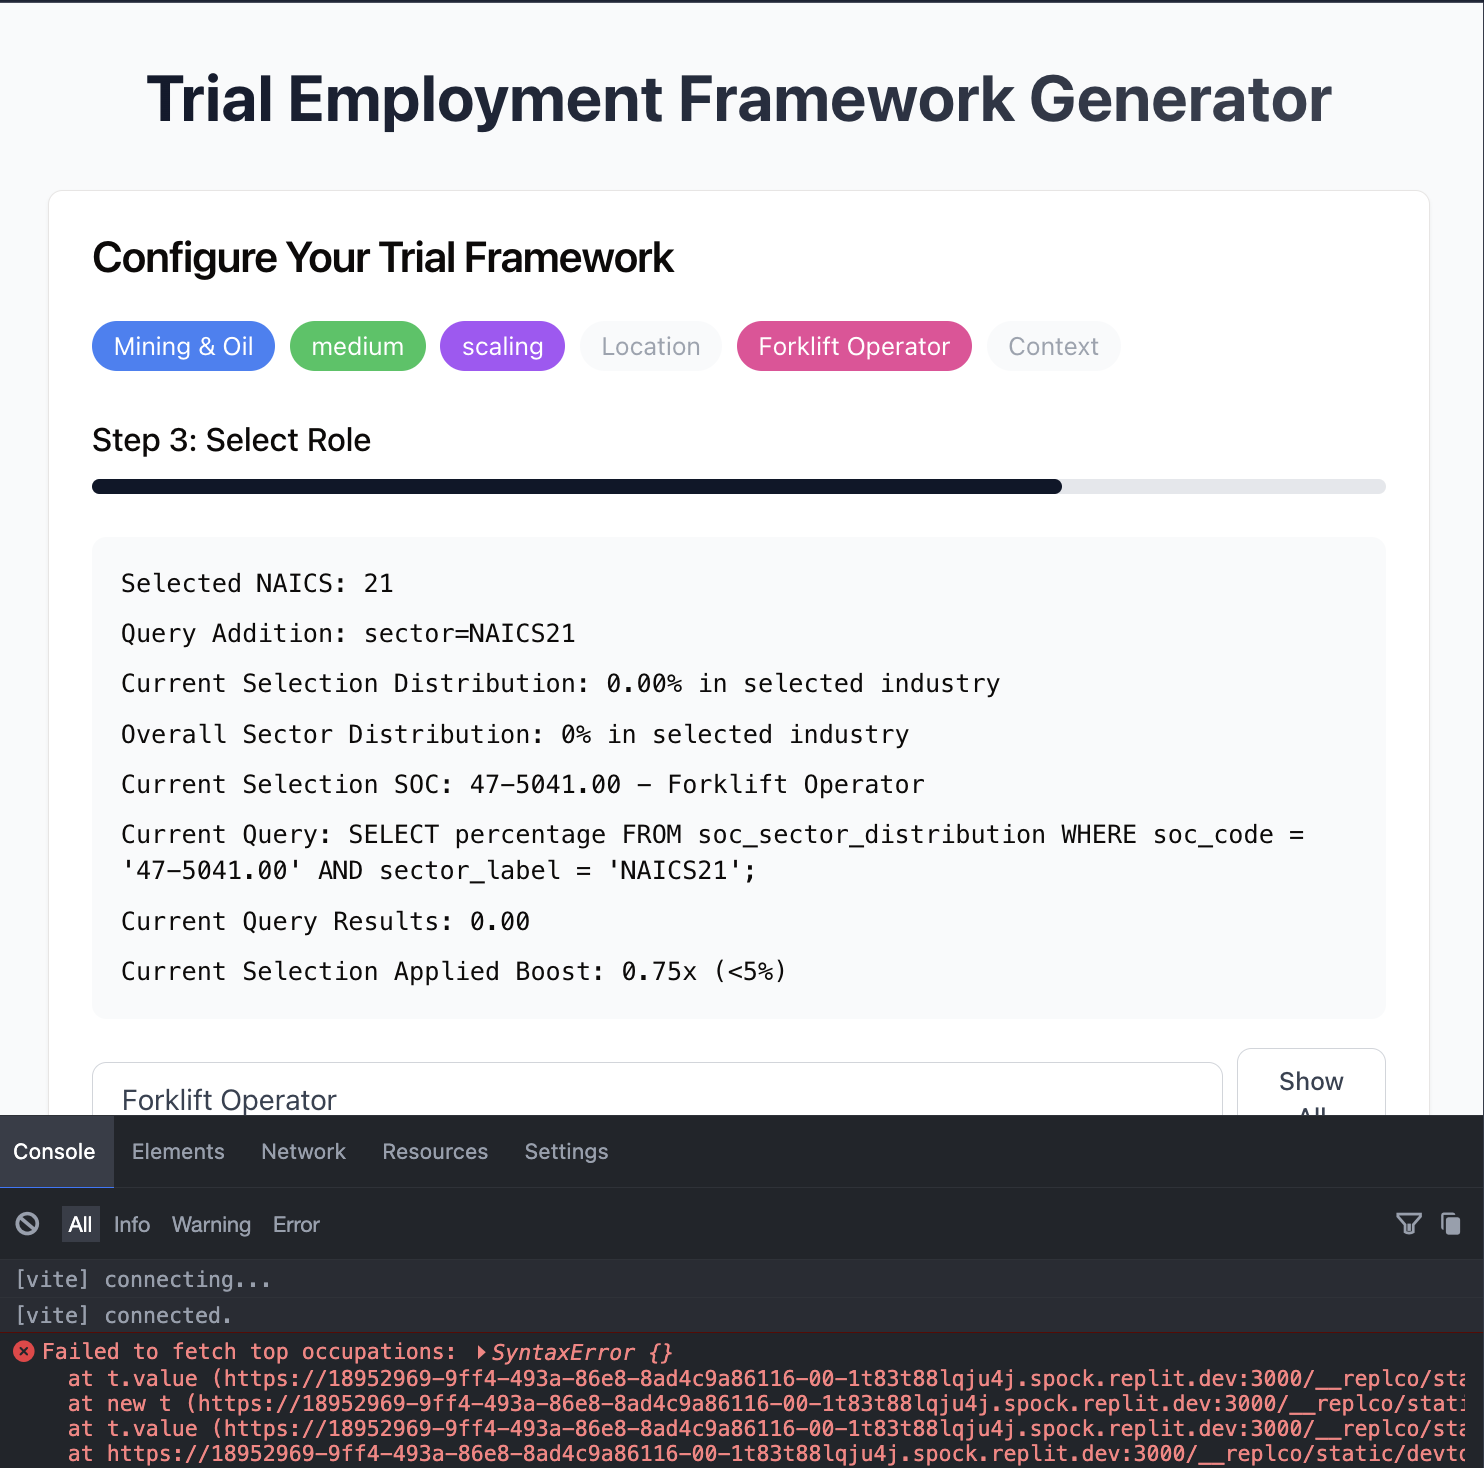 Trial Employment Framework Generator
Configure Your Trial Framework
Mining & Oil medium scaling Location Forklift Operator Context
Step 3: Select Role
Selected NAICS: 21
Query Addition: sector=NAICS21
Current Selection Distribution: 0.00% in selected industry
Overall Sector Distribution: 0% in selected industry
Current Selection SOC: 47-5041.00 - Forklift Operator
Current Query: SELECT percentage FROM soc_sector_distribution WHERE soc_code =
'47-5041.00' AND sector_label = 'NAICS21';
Current Query Results: 0.00
Current Selection Applied Boost: 0.75x (<5%)
Forklift Operator
Show
All
Console Elements Network Resources Settings
All Info Warning Error
[vite] connecting...
[vite] connected.
Failed to fetch top occupations: SyntaxError {}
at t.value (https://18952969-9ff4-493a-86e8-8ad4c9a86116-00-1t83t88lqju4j.spock.replit.dev:3000/__replco/sta
at new t (https://18952969-9ff4-493a-86e8-8ad4c9a86116-00-1t83t88lqju4j.spock.replit.dev:3000/__replco/stati
at t.value (https://18952969-9ff4-493a-86e8-8ad4c9a86116-00-1t83t88lqju4j.spock.replit.dev:3000/__replco/sta
at https://18952969-9ff4-493a-86e8-8ad4c9a86116-00-1t83t88lqju4j.spock.replit.dev:3000/__replco/static/devto